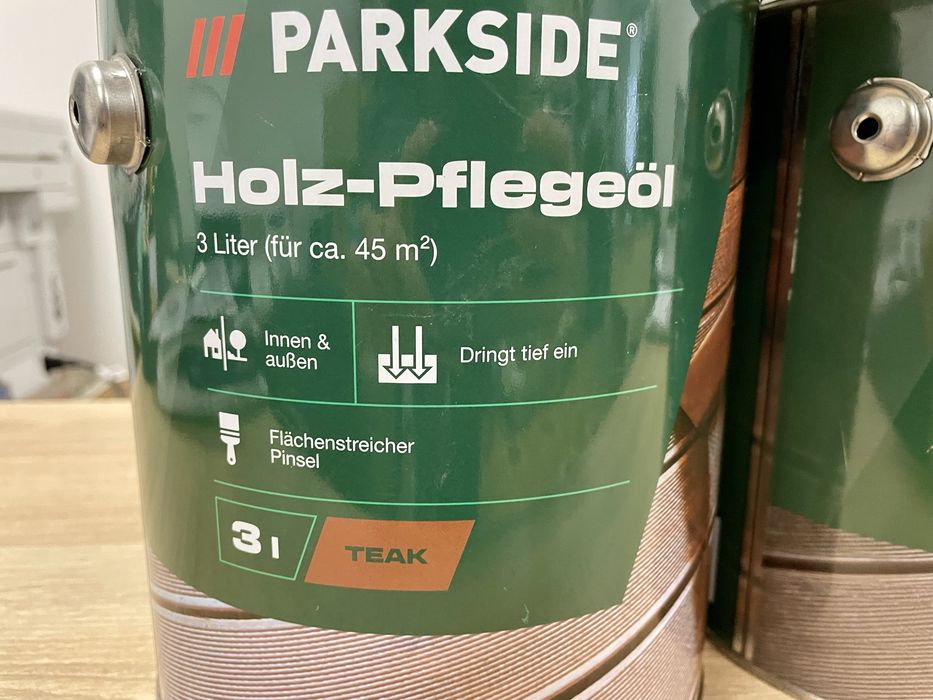 PARKSIDE®
Holz-Pflegeöl
3 Liter (für ca. 45 m²)
Innen &
außen
Dringt tief ein
Flächenstreicher
Pinsel
3 l
TEAK